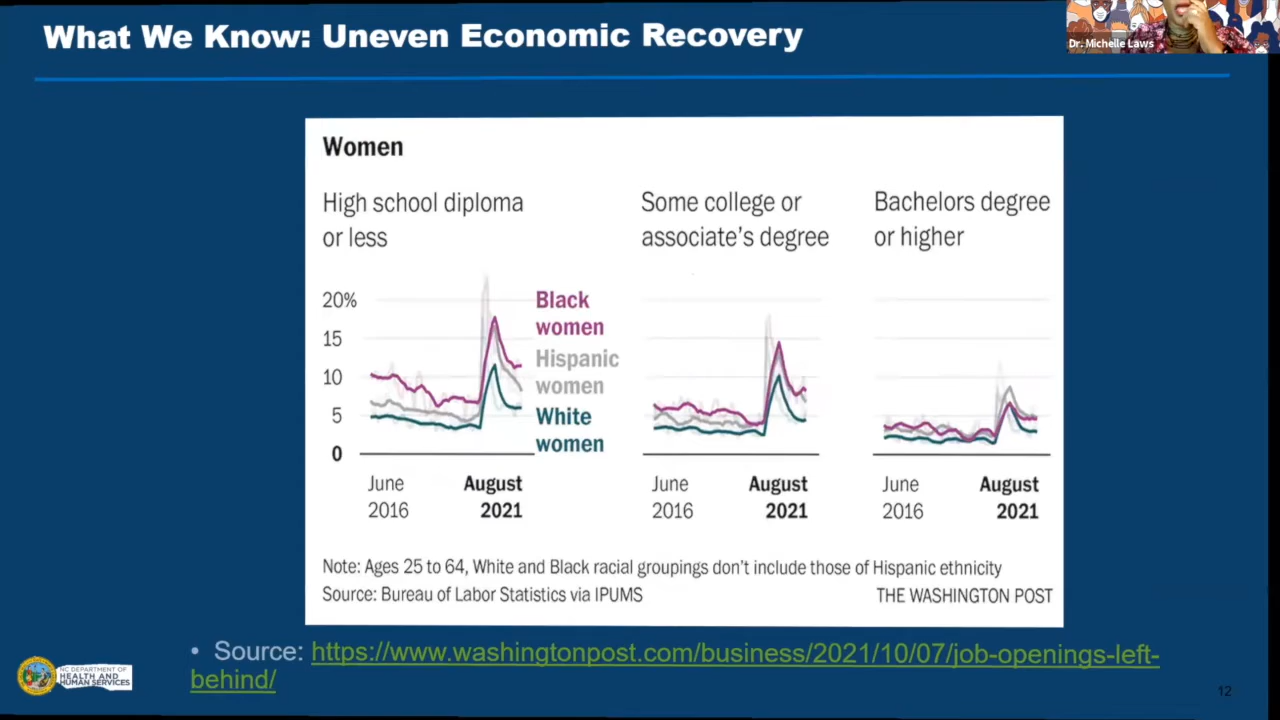 What We Know: Uneven Economic Recovery
Dr. Michelle Laws
Women
High school diploma
or less
Some college or
associate's degree
Bachelors degree
or higher
20%
15
10
5
0
Black
women
Hispanic
women
White
women
June
2016
August
2021
June
2016
August
2021
June
2016
August
2021
Note: Ages 25 to 64, White and Black racial groupings don't include those of Hispanic ethnicity
Source: Bureau of Labor Statistics via IPUMS
THE WASHINGTON POST
• Source: https://www.washingtonpost.com/business/2021/10/07/job-openings-left-
behind/
NC DEPARTMENT OF
HEALTH AND
HUMAN SERVICES
12